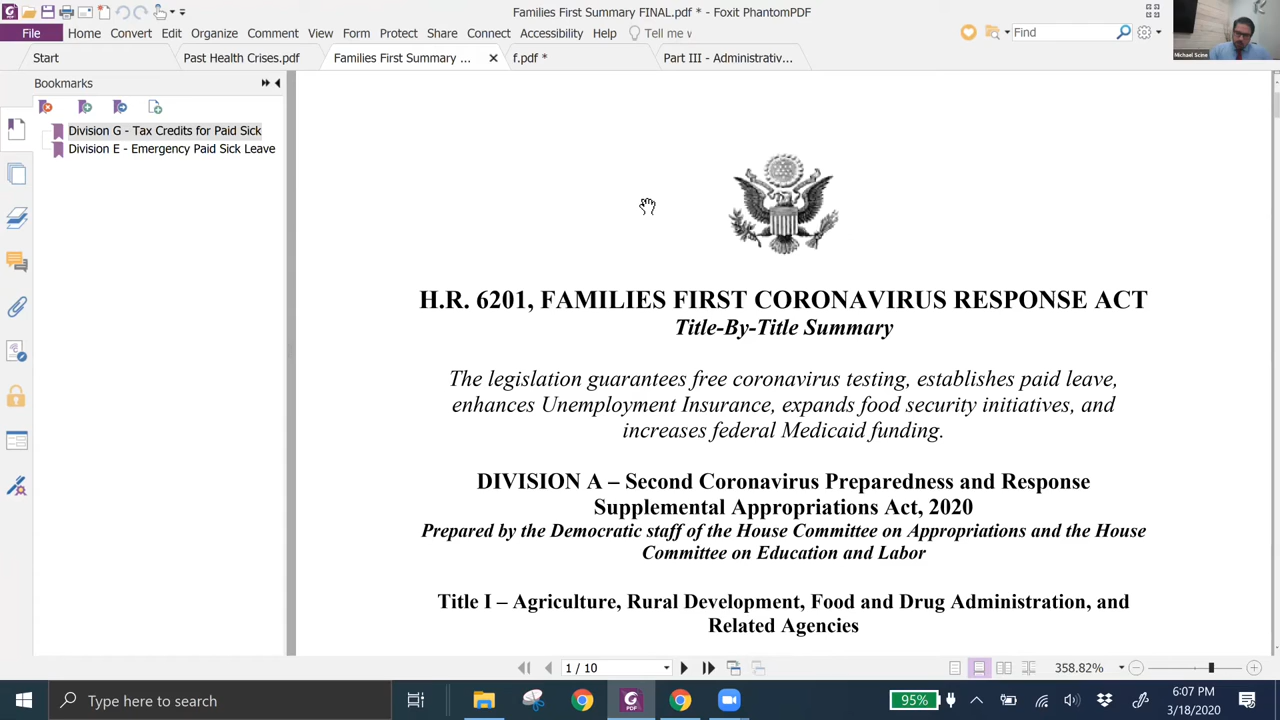 Families First Summary FINAL.pdf * - Foxit PhantomPDF
File Home Convert Edit Organize Comment View Form Protect Share Connect Accessibility Help Tell me Find
Michael Scine
Start Past Health Crises.pdf Families First Summary ... f.pdf * Part III - Administrativ...
Bookmarks
Division G - Tax Credits for Paid Sick
Division E - Emergency Paid Sick Leave
H.R. 6201, FAMILIES FIRST CORONAVIRUS RESPONSE ACT
Title-By-Title Summary
The legislation guarantees free coronavirus testing, establishes paid leave,
enhances Unemployment Insurance, expands food security initiatives, and
increases federal Medicaid funding.
DIVISION A – Second Coronavirus Preparedness and Response
Supplemental Appropriations Act, 2020
Prepared by the Democratic staff of the House Committee on Appropriations and the House
Committee on Education and Labor
Title I – Agriculture, Rural Development, Food and Drug Administration, and
Related Agencies
1 / 10 358.82%
Type here to search
PDF
95%
6:07 PM
3/18/2020